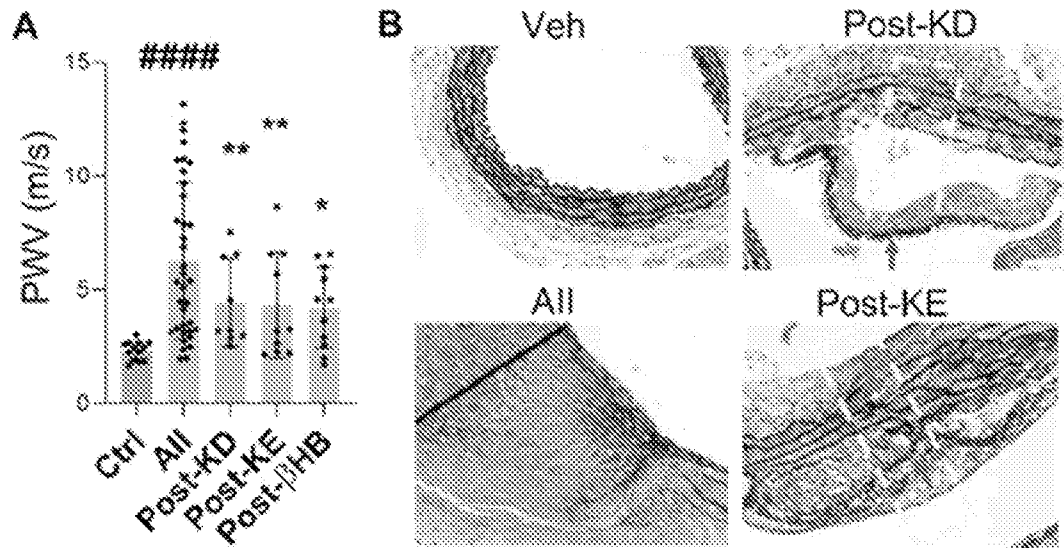 A
####
PWV (m/s)
15
10
5
0
**
**
*
Ctrl
AII
Post-KD
Post-KE
Post-βHB
B
Veh
Post-KD
AII
Post-KE